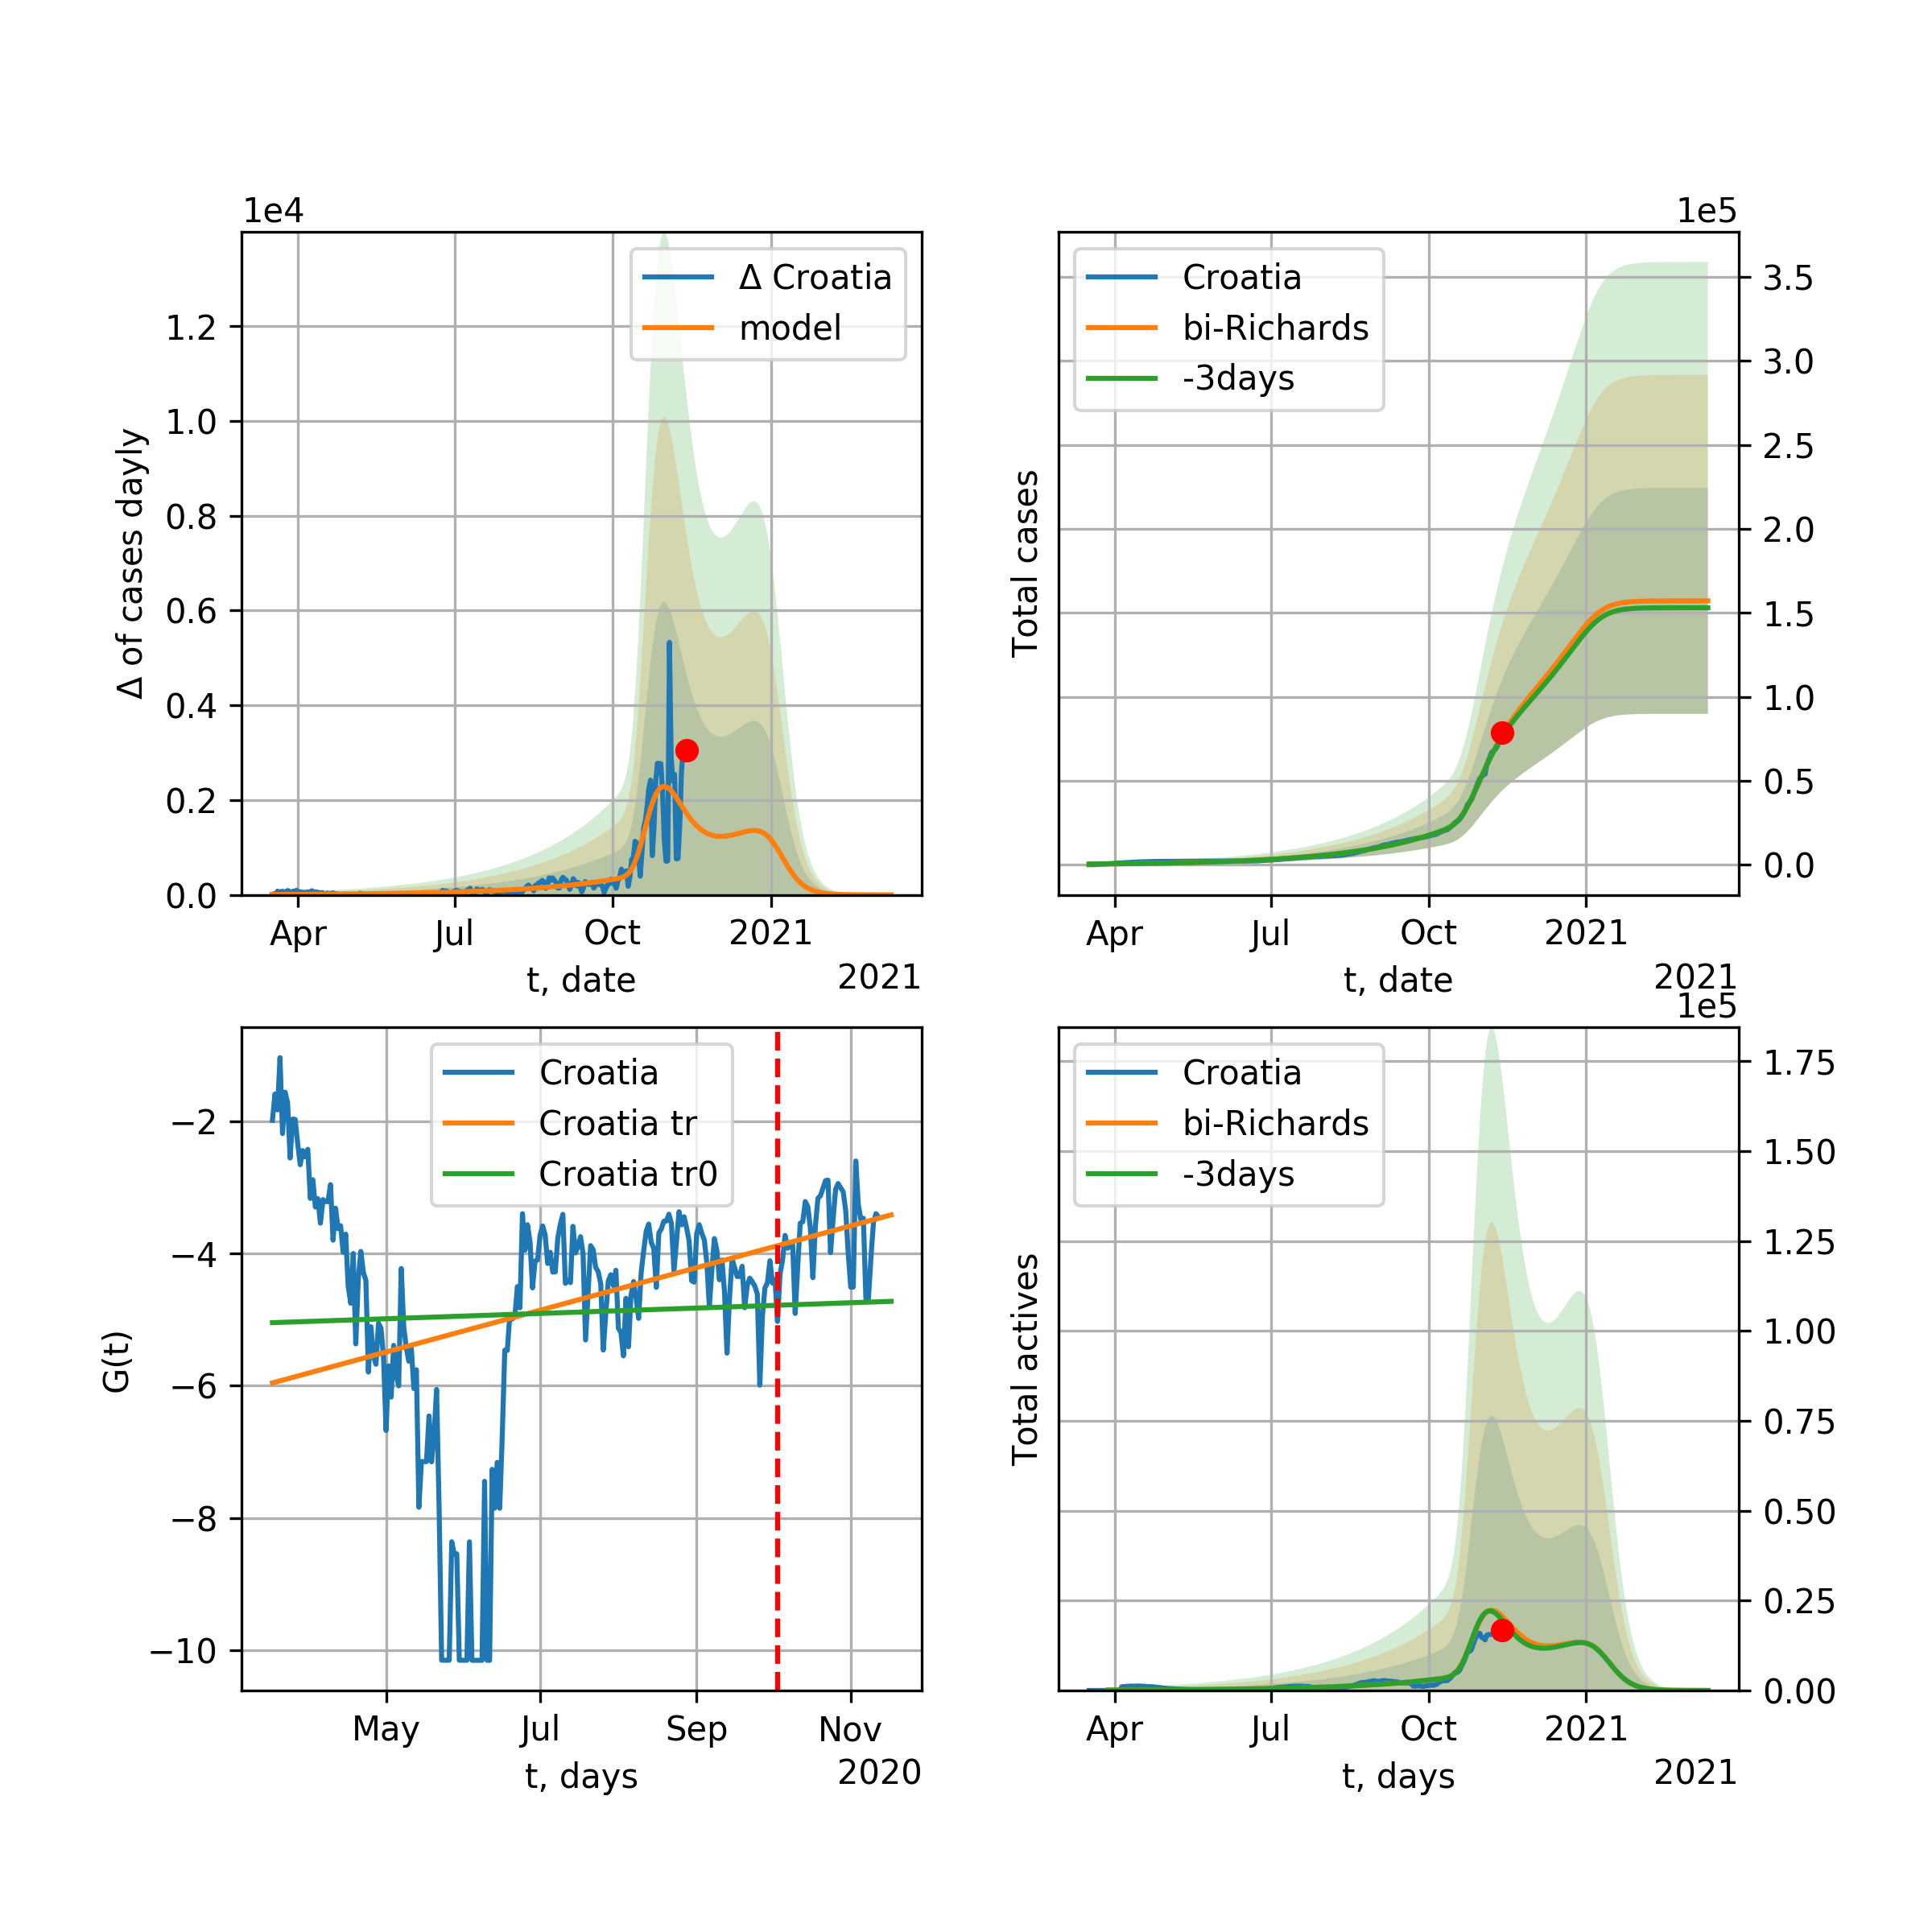 1e4
Δ Croatia
model
1.2
1.0
0.8
0.6
0.4
0.2
0.0
Δ of cases dayly
Apr Jul Oct 2021
t, date
2021
1e5
Croatia
bi-Richards
-3days
3.5
3.0
2.5
2.0
1.5
1.0
0.5
0.0
Total cases
Apr Jul Oct 2021
t, date
2021
Croatia
Croatia tr
Croatia tr0
−2
−4
−6
−8
−10
G(t)
May Jul Sep Nov
t, days
2020
1e5
Croatia
bi-Richards
-3days
1.75
1.50
1.25
1.00
0.75
0.50
0.25
0.00
Total actives
Apr Jul Oct 2021
t, days
2021